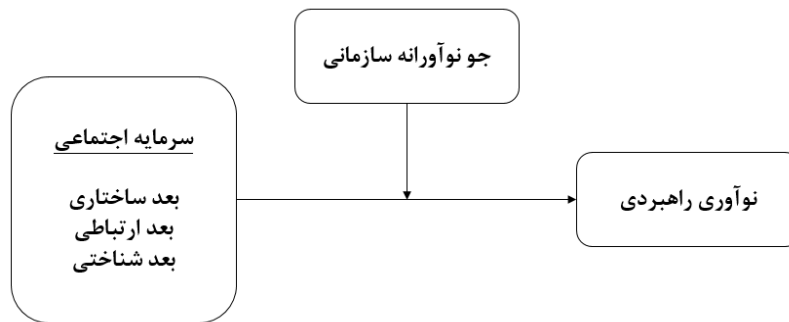 جو نوآورانه سازمانی
سرمایه اجتماعی
بعد ساختاری
بعد ارتباطی
بعد شناختی
نوآوری راهبردی